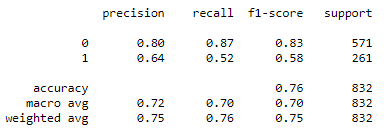 precision recall f1-score support
0 0.80 0.87 0.83 571
1 0.64 0.52 0.58 261
accuracy 0.76 832
macro avg 0.72 0.70 0.70 832
weighted avg 0.75 0.76 0.75 832